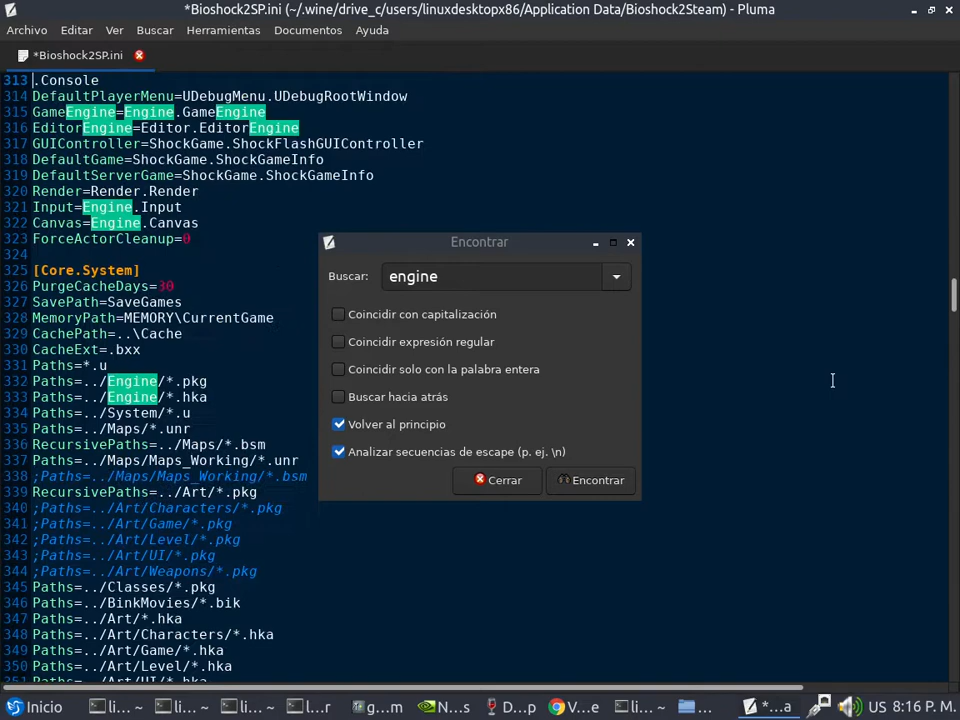 *Bioshock2SP.ini (~/.wine/drive_c/users/linuxdesktopx86/Application Data/Bioshock2Steam) - Pluma
Archivo Editar Ver Buscar Herramientas Documentos Ayuda
*Bioshock2SP.ini
313 .Console
314 DefaultPlayerMenu=UDebugMenu.UDebugRootWindow
315 GameEngine=Engine.GameEngine
316 EditorEngine=Editor.EditorEngine
317 GUIController=ShockGame.ShockFlashGUIController
318 DefaultGame=ShockGame.ShockGameInfo
319 DefaultServerGame=ShockGame.ShockGameInfo
320 Render=Render.Render
321 Input=Engine.Input
322 Canvas=Engine.Canvas
323 ForceActorCleanup=0
324
325 [Core.System]
326 PurgeCacheDays=30
327 SavePath=SaveGames
328 MemoryPath=MEMORY\CurrentGame
329 CachePath=..\Cache
330 CacheExt=.bxx
331 Paths=*.u
332 Paths=../Engine/*.pkg
333 Paths=../Engine/*.hka
334 Paths=../System/*.u
335 Paths=../Maps/*.unr
336 RecursivePaths=../Maps/*.bsm
337 Paths=../Maps/Maps_Working/*.unr
338 ;Paths=../Maps/Maps_Working/*.bsm
339 RecursivePaths=../Art/*.pkg
340 ;Paths=../Art/Characters/*.pkg
341 ;Paths=../Art/Game/*.pkg
342 ;Paths=../Art/Level/*.pkg
343 ;Paths=../Art/UI/*.pkg
344 ;Paths=../Art/Weapons/*.pkg
345 Paths=../Classes/*.pkg
346 Paths=../BinkMovies/*.bik
347 Paths=../Art/*.hka
348 Paths=../Art/Characters/*.hka
349 Paths=../Art/Game/*.hka
350 Paths=../Art/Level/*.hka
351 Paths=../Art/UI/*.hka
Encontrar
Buscar: engine
Coincidir con capitalización
Coincidir expresión regular
Coincidir solo con la palabra entera
Buscar hacia atrás
Volver al principio
Analizar secuencias de escape (p. ej. \n)
Cerrar Encontrar
Inicio li... ~ li... ~ li... ~ l...r g...m N...s D...p V...e li... ~ ... *...a US 8:16 P. M.